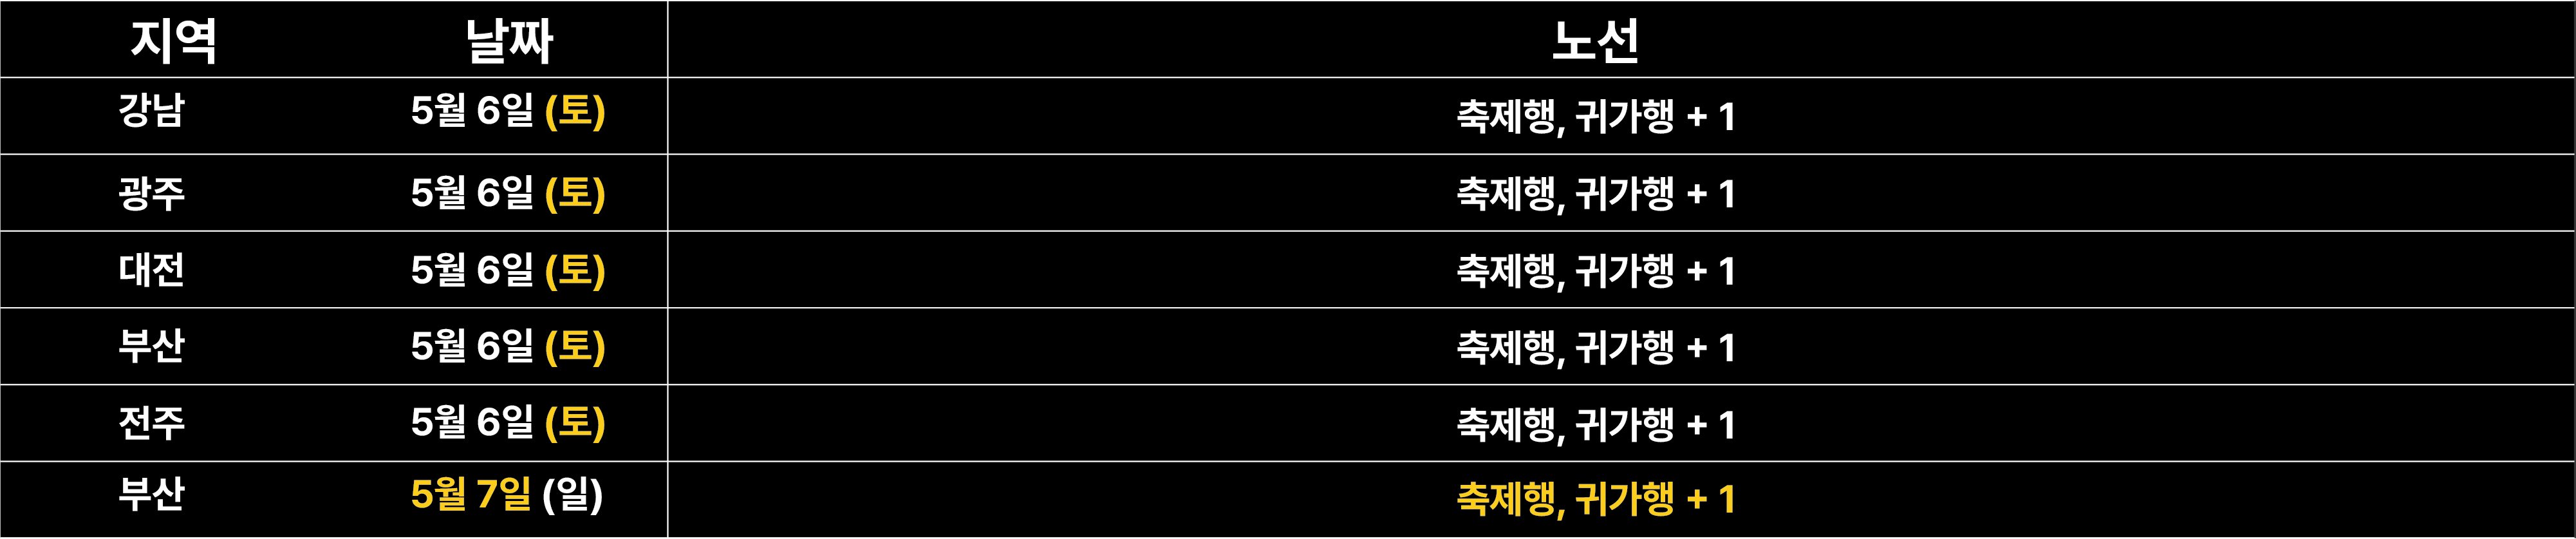 지역 날짜 노선
강남 5월 6일 (토) 축제행, 귀가행 + 1
광주 5월 6일 (토) 축제행, 귀가행 + 1
대전 5월 6일 (토) 축제행, 귀가행 + 1
부산 5월 6일 (토) 축제행, 귀가행 + 1
전주 5월 6일 (토) 축제행, 귀가행 + 1
부산 5월 7일 (일) 축제행, 귀가행 + 1